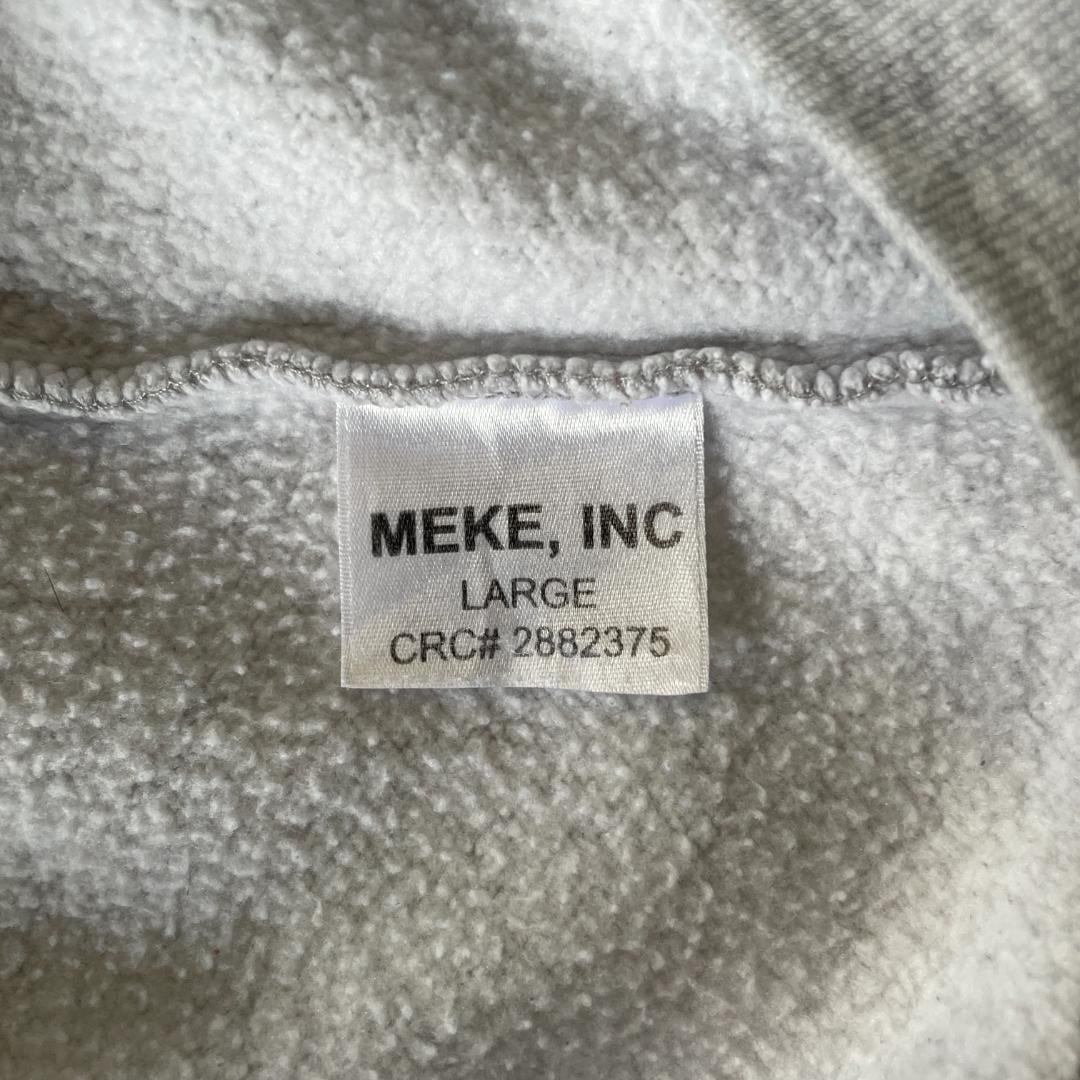 MEKE, INC
LARGE
CRC# 2882375